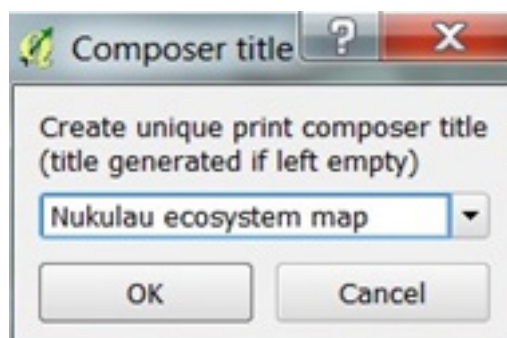 Composer title
Create unique print composer title
(title generated if left empty)
Nukulau ecosystem map
OK
Cancel